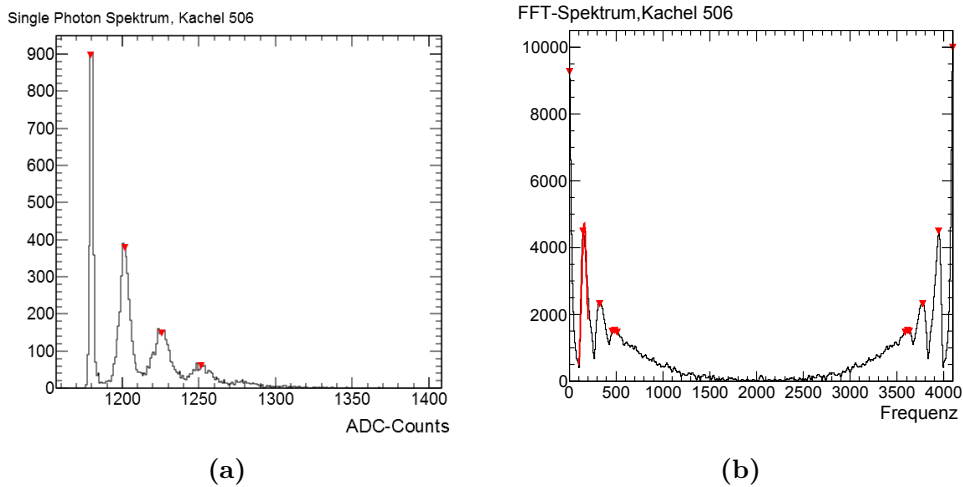 Single Photon Spektrum, Kachel 506
900
800
700
600
500
400
300
200
100
0
1200 1250 1300 1350 1400
ADC-Counts
(a)
FFT-Spektrum,Kachel 506
10000
8000
6000
4000
2000
0
0 500 1000 1500 2000 2500 3000 3500 4000
Frequenz
(b)